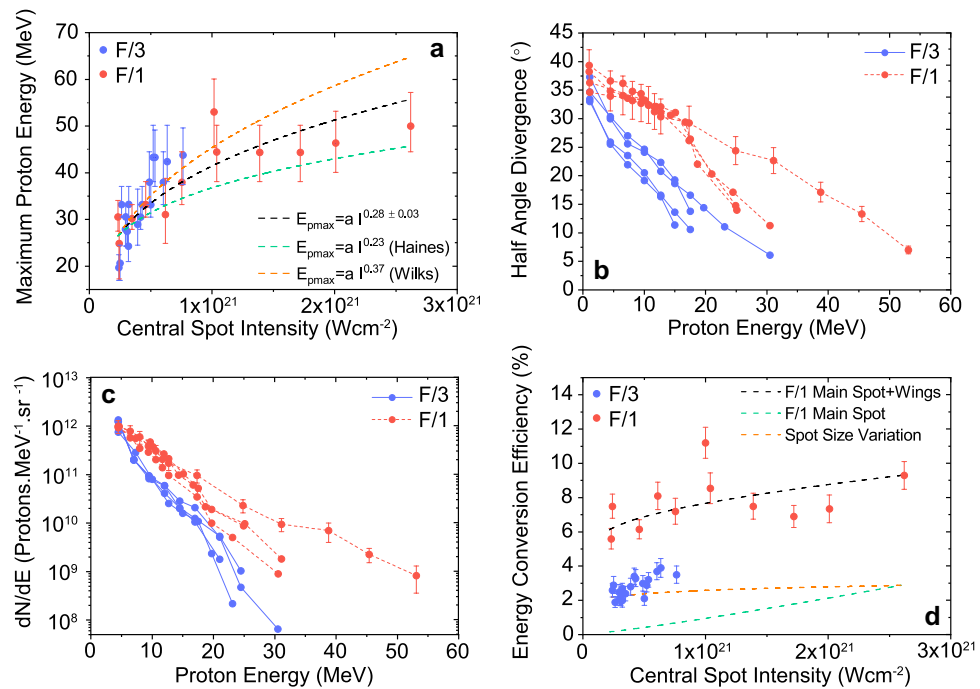 Maximum Proton Energy (MeV)
80
70
60
50
40
30
20
F/3
F/1
a
E_pmax=a I^0.28 ± 0.03
E_pmax=a I^0.23 (Haines)
E_pmax=a I^0.37 (Wilks)
0 1x10^21 2x10^21 3x10^21
Central Spot Intensity (Wcm^-2)
Half Angle Divergence (°)
45
40
35
30
25
20
15
10
5
0
F/3
F/1
b
0 10 20 30 40 50 60
Proton Energy (MeV)
dN/dE (Protons.MeV^-1.sr^-1)
10^13
10^12
10^11
10^10
10^9
10^8
c
F/3
F/1
0 10 20 30 40 50 60
Proton Energy (MeV)
Energy Conversion Efficiency (%)
14
12
10
8
6
4
2
0
F/3
F/1
F/1 Main Spot+Wings
F/1 Main Spot
Spot Size Variation
d
0 1x10^21 2x10^21 3x10^21
Central Spot Intensity (Wcm^-2)